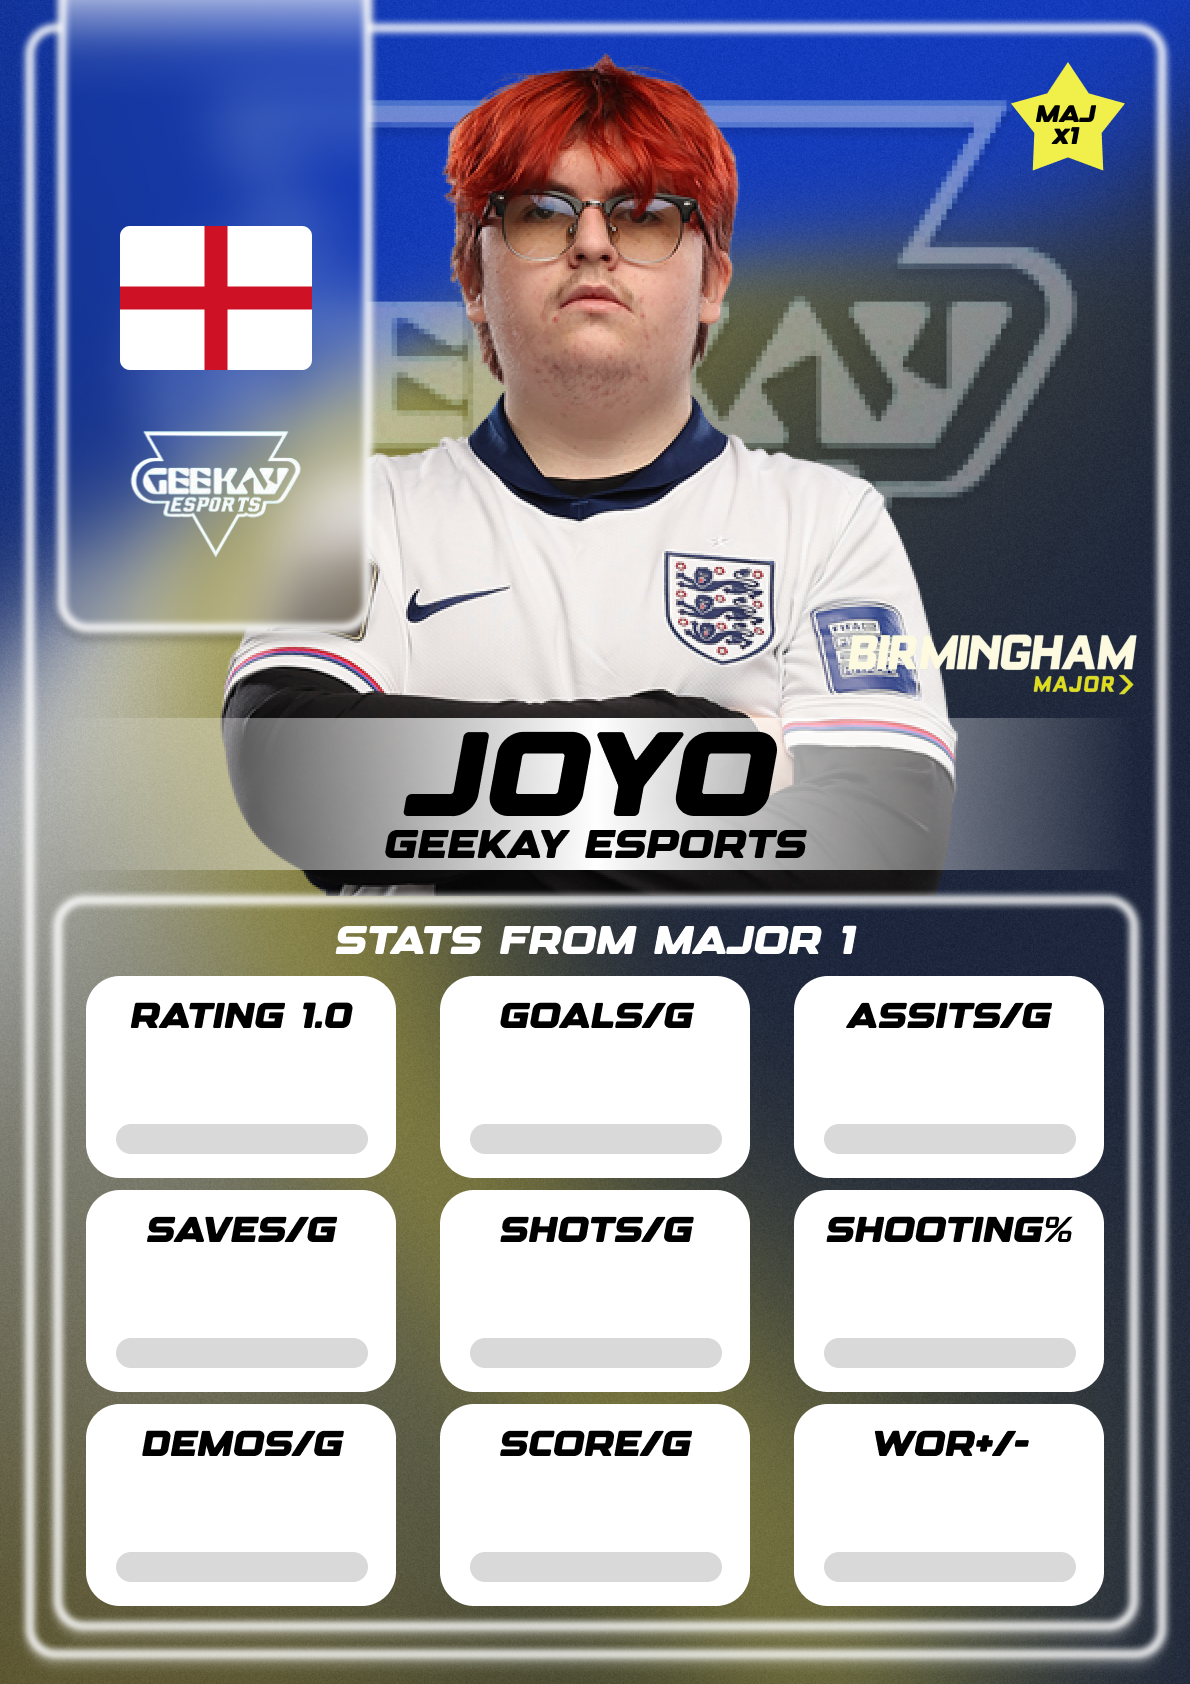 MAJ
x1
GEEKAY
ESPORTS
EEKAY
BIRMINGHAM
MAJOR
JOYO
GEEKAY ESPORTS
STATS FROM MAJOR 1
RATING 1.0
GOALS/G
ASSITS/G
SAVES/G
SHOTS/G
SHOOTING%
DEMOS/G
SCORE/G
WOR+/-